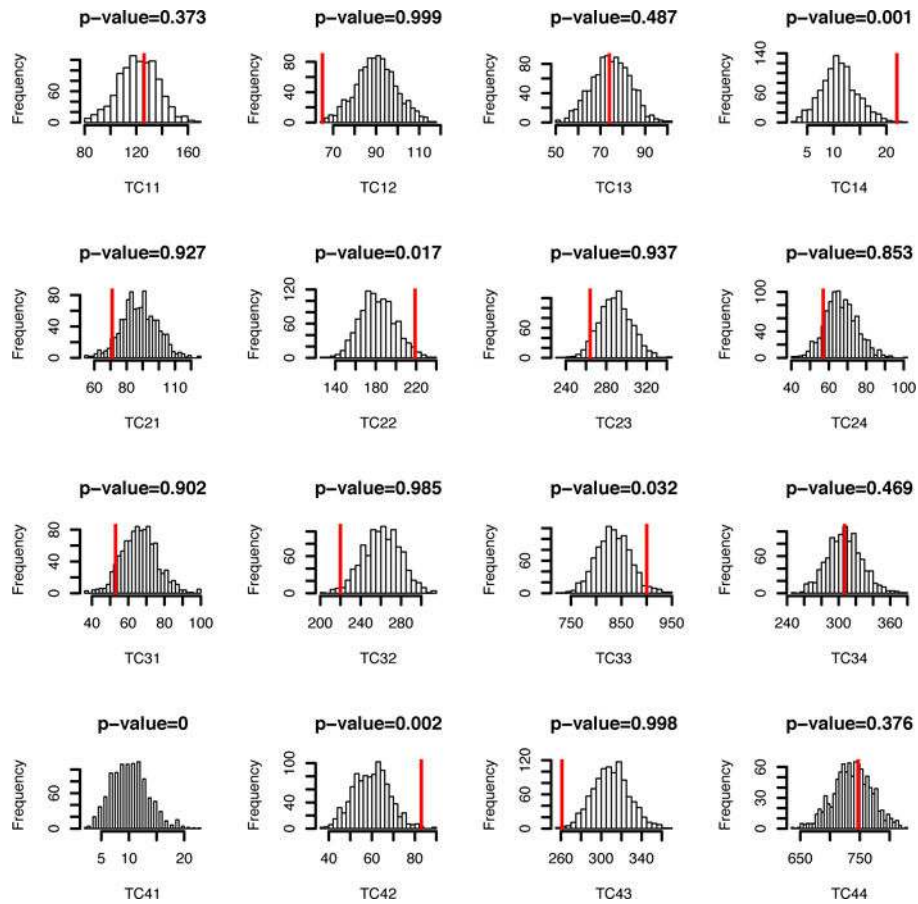 p-value=0.373 p-value=0.999 p-value=0.487 p-value=0.001
Frequency 0 60 Frequency 0 40 80 Frequency 0 40 80 Frequency 0 60 140
80 120 160 70 90 110 50 70 90 5 10 20
TC11 TC12 TC13 TC14
p-value=0.927 p-value=0.017 p-value=0.937 p-value=0.853
Frequency 0 40 80 Frequency 0 60 120 Frequency 0 60 Frequency 0 40 100
60 80 100 120 140 180 220 240 280 320 40 60 80 100
TC21 TC22 TC23 TC24
p-value=0.902 p-value=0.985 p-value=0.032 p-value=0.469
Frequency 0 40 80 Frequency 0 60 Frequency 0 60 Frequency 0 60
40 60 80 100 200 240 280 750 850 950 240 300 360
TC31 TC32 TC33 TC34
p-value=0 p-value=0.002 p-value=0.998 p-value=0.376
Frequency 0 60 Frequency 0 40 100 Frequency 0 60 120 Frequency 0 30 60
5 10 20 40 60 80 260 300 340 650 750
TC41 TC42 TC43 TC44